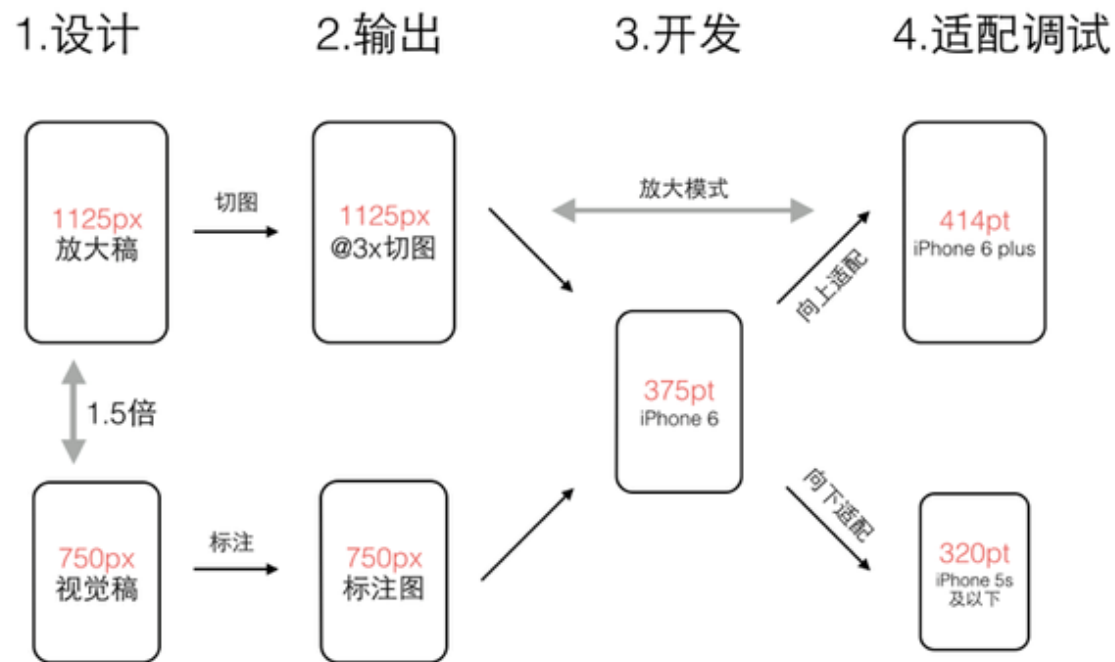 1.设计
2.输出
3.开发
4.适配调试
1125px
放大稿
切图
1125px
@3x切图
放大模式
向上适配
414pt
iPhone 6 plus
1.5倍
375pt
iPhone 6
750px
视觉稿
标注
750px
标注图
向下适配
320pt
iPhone 5s
及以下